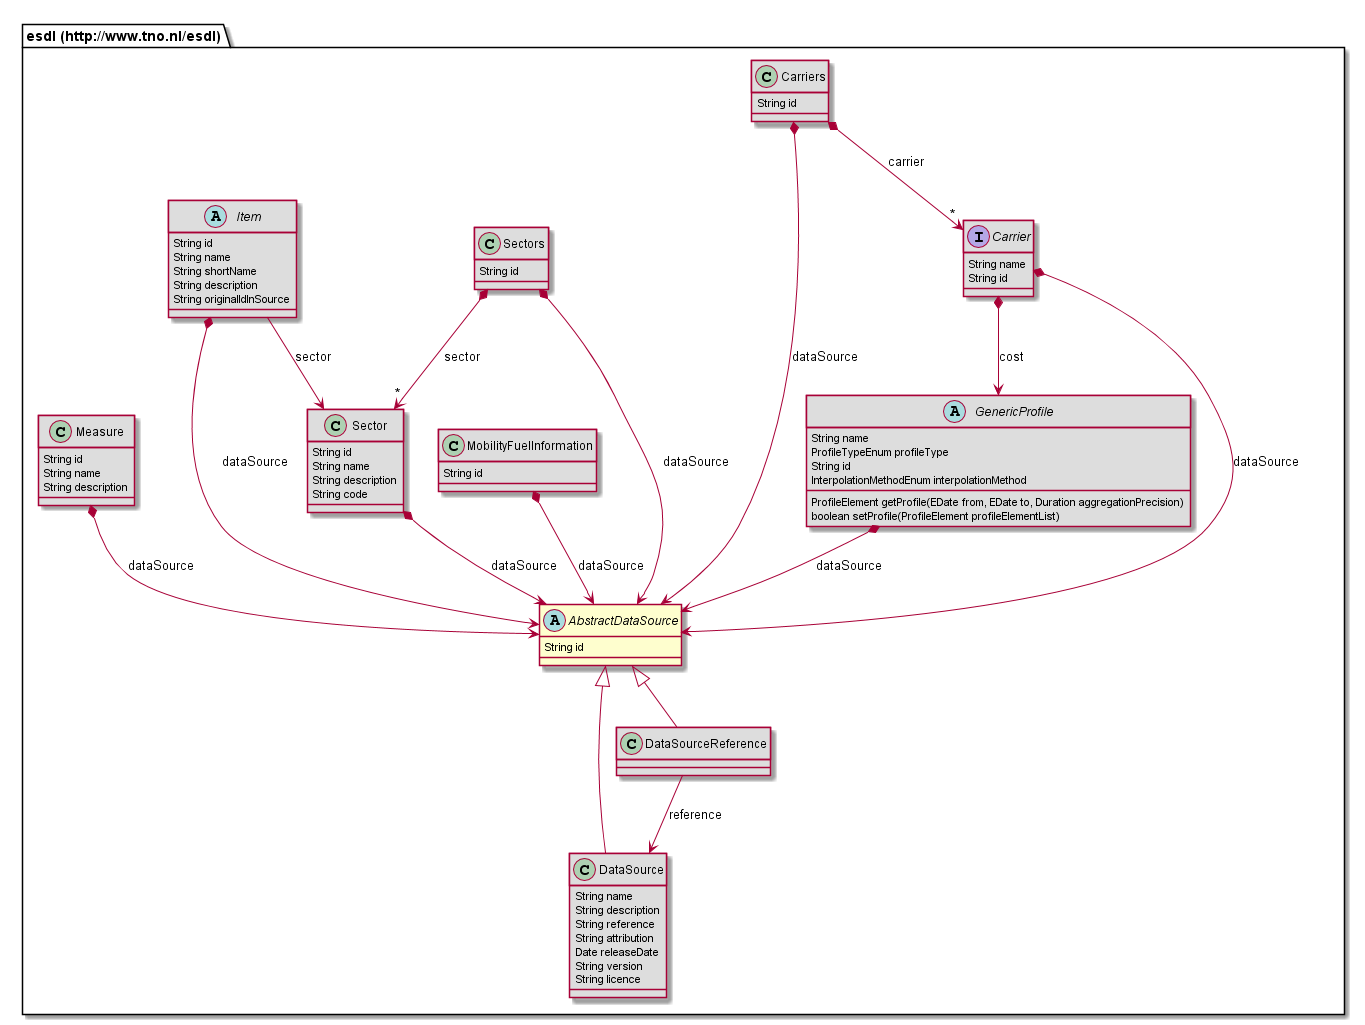 esdl (http://www.tno.nl/esdl)
C Carriers
String id
carrier
*
A Item
String id
String name
String shortName
String description
String originalIdInSource
C Sectors
String id
I Carrier
String name
String id
sector
sector
*
dataSource
cost
C Measure
String id
String name
String description
dataSource
C Sector
String id
String name
String description
String code
C MobilityFuelInformation
String id
dataSource
A GenericProfile
String name
ProfileTypeEnum profileType
String id
InterpolationMethodEnum interpolationMethod
ProfileElement getProfile(EDate from, EDate to, Duration aggregationPrecision)
boolean setProfile(ProfileElement profileElementList)
dataSource
dataSource
dataSource
dataSource
dataSource
A AbstractDataSource
String id
C DataSourceReference
reference
C DataSource
String name
String description
String reference
String attribution
Date releaseDate
String version
String licence